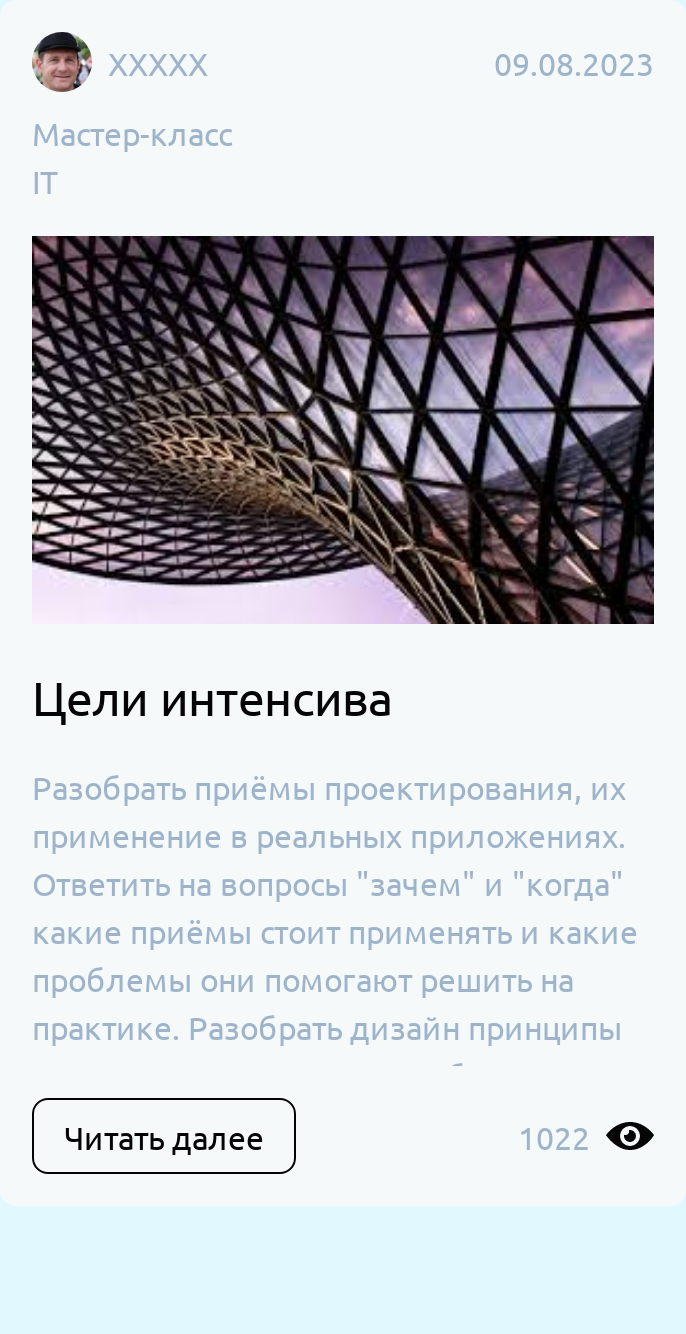 XXXXX 09.08.2023
Мастер-класс
IT
Цели интенсива
Разобрать приёмы проектирования, их
применение в реальных приложениях.
Ответить на вопросы "зачем" и "когда"
какие приёмы стоит применять и какие
проблемы они помогают решить на
практике. Разобрать дизайн принципы
Читать далее 1022